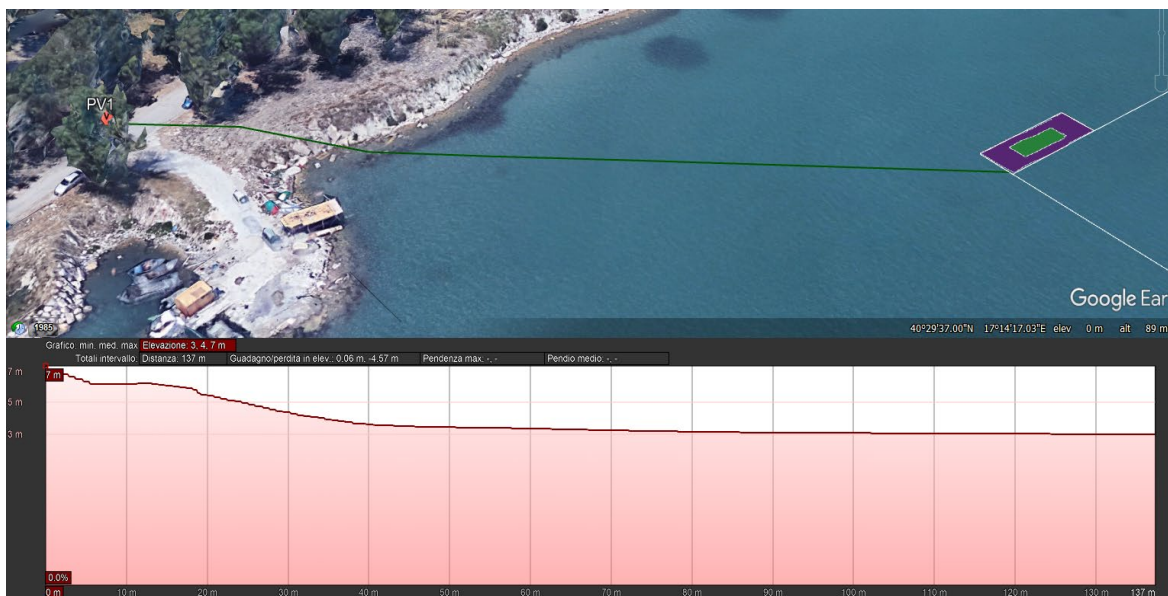 PV1
Google Ear
1985
40°29'37.00"N 17°14'17.03"E elev 0 m alt 89 m
Grafico: min. med. max Elevazione: 3, 4, 7 m
Totali intervallo: Distanza: 137 m Guadagno/perdita in elev.: 0.06 m, -4.57 m Pendenza max: -, - Pendio medio: -, -
7 m
7 m
5 m
3 m
0.0%
0 m 10 m 20 m 30 m 40 m 50 m 60 m 70 m 80 m 90 m 100 m 110 m 120 m 130 m 137 m